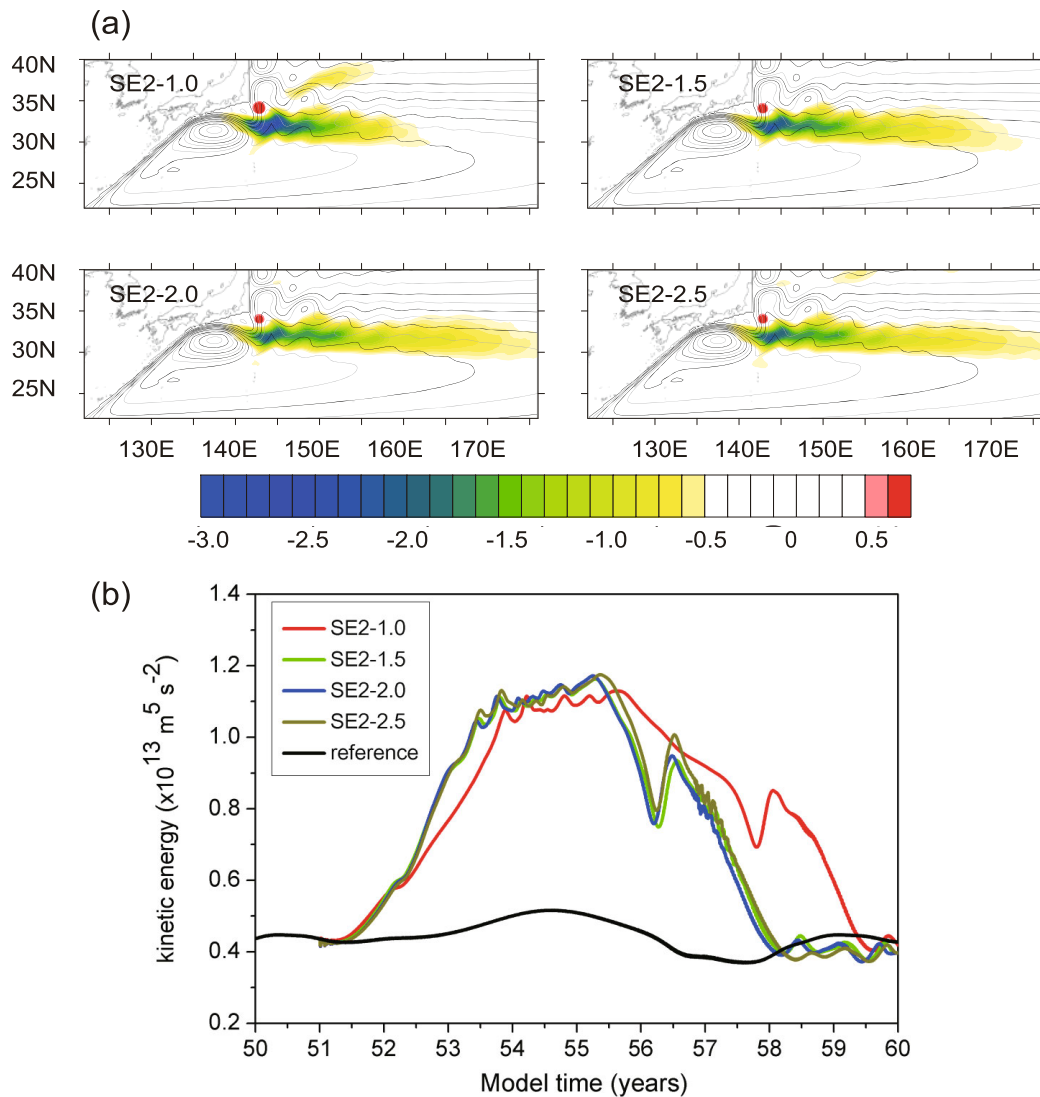 (a)
SE2-1.0 SE2-1.5
40N
35N
30N
25N
SE2-2.0 SE2-2.5
40N
35N
30N
25N
130E 140E 150E 160E 170E 130E 140E 150E 160E 170E
-3.0 -2.5 -2.0 -1.5 -1.0 -0.5 0 0.5
(b)
kinetic energy (x10¹³ m⁵ s⁻²)
1.4
1.2
1.0
0.8
0.6
0.4
0.2
SE2-1.0
SE2-1.5
SE2-2.0
SE2-2.5
reference
50 51 52 53 54 55 56 57 58 59 60
Model time (years)